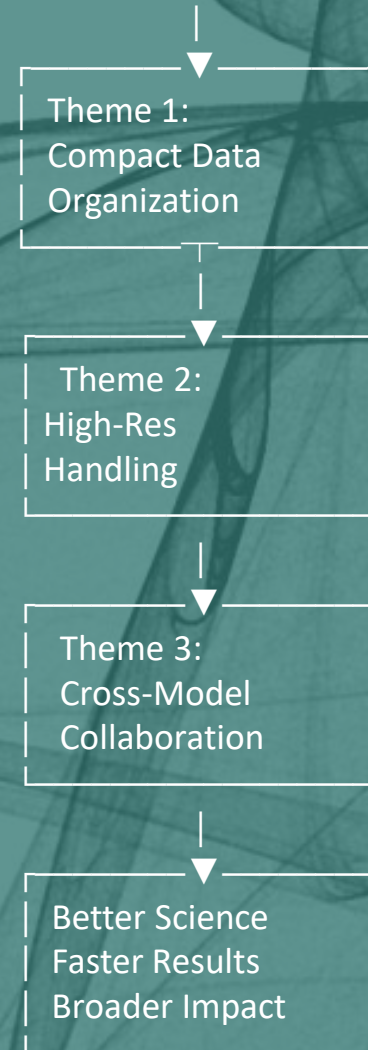 Theme 1:
Compact Data
Organization
Theme 2:
High-Res
Handling
Theme 3:
Cross-Model
Collaboration
Better Science
Faster Results
Broader Impact